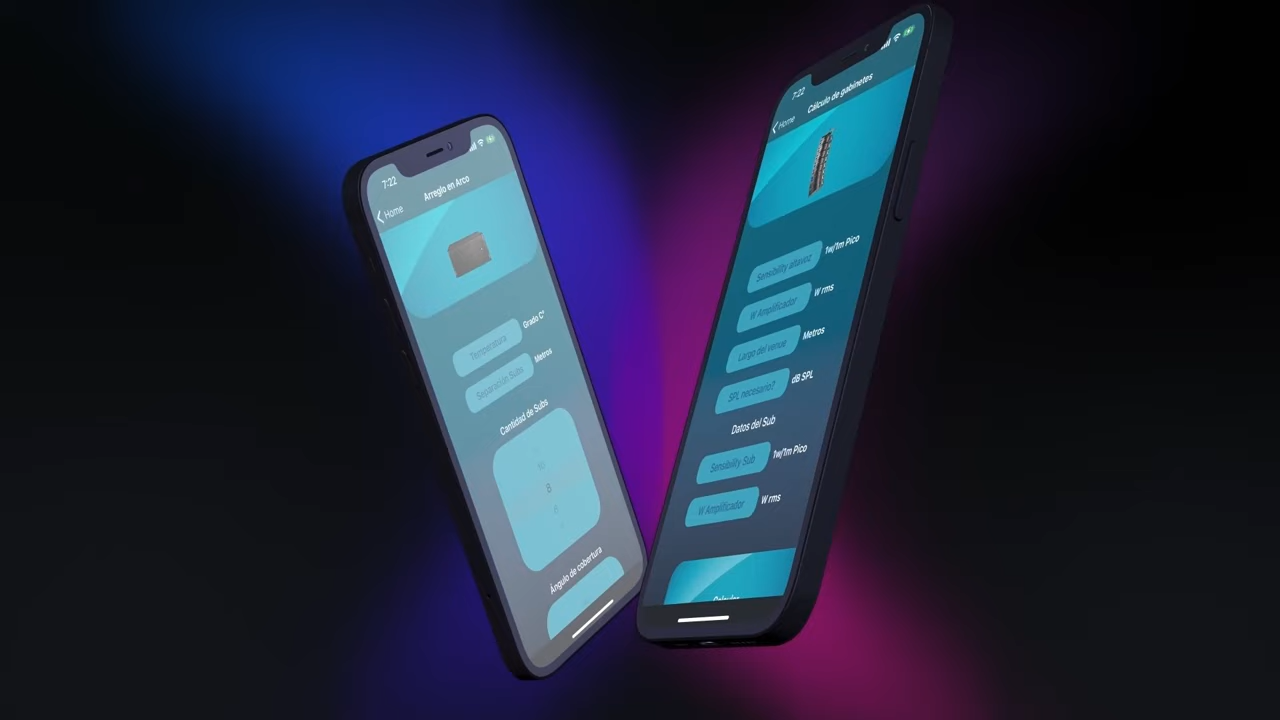 7:22
Home
Arreglo en Arco
Temperatura
Grado C°
Separación Subs
Metros
Cantidad de Subs
8
Ángulo de cobertura
7:22
Home
Cálculo de gabinetes
Sensibility altavoz
1w/1m Pico
W Amplificador
W rms
Largo del venue
Metros
SPL necesario?
dB SPL
Datos del Sub
Sensibility Sub
1w/1m Pico
W Amplificador
W rms